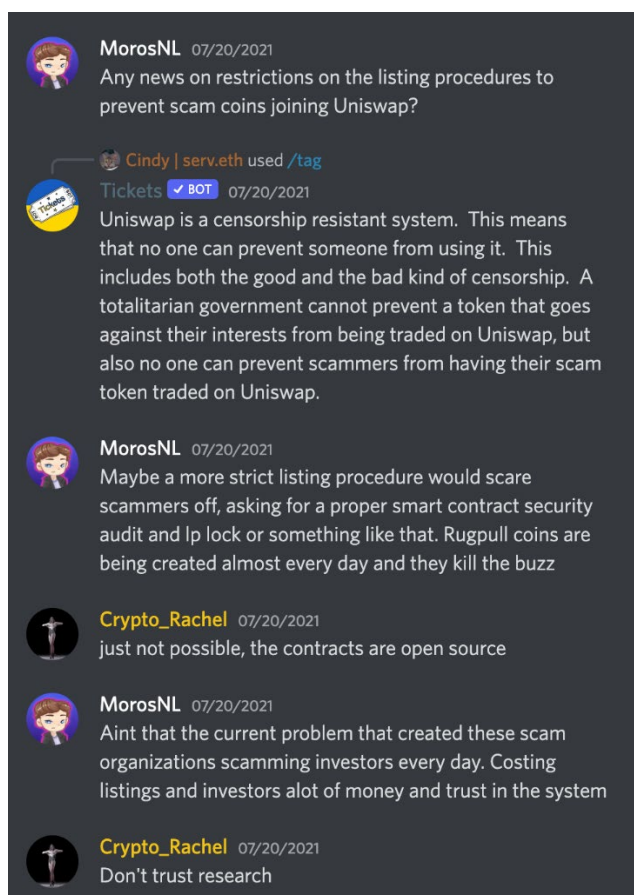 MorosNL 07/20/2021
Any news on restrictions on the listing procedures to
prevent scam coins joining Uniswap?
Cindy | serv.eth used /tag
Tickets
Tickets ✓ BOT 07/20/2021
Uniswap is a censorship resistant system.  This means
that no one can prevent someone from using it.  This
includes both the good and the bad kind of censorship.  A
totalitarian government cannot prevent a token that goes
against their interests from being traded on Uniswap, but
also no one can prevent scammers from having their scam
token traded on Uniswap.
MorosNL 07/20/2021
Maybe a more strict listing procedure would scare
scammers off, asking for a proper smart contract security
audit and lp lock or something like that. Rugpull coins are
being created almost every day and they kill the buzz
Crypto_Rachel 07/20/2021
just not possible, the contracts are open source
MorosNL 07/20/2021
Aint that the current problem that created these scam
organizations scamming investors every day. Costing
listings and investors alot of money and trust in the system
Crypto_Rachel 07/20/2021
Don't trust research